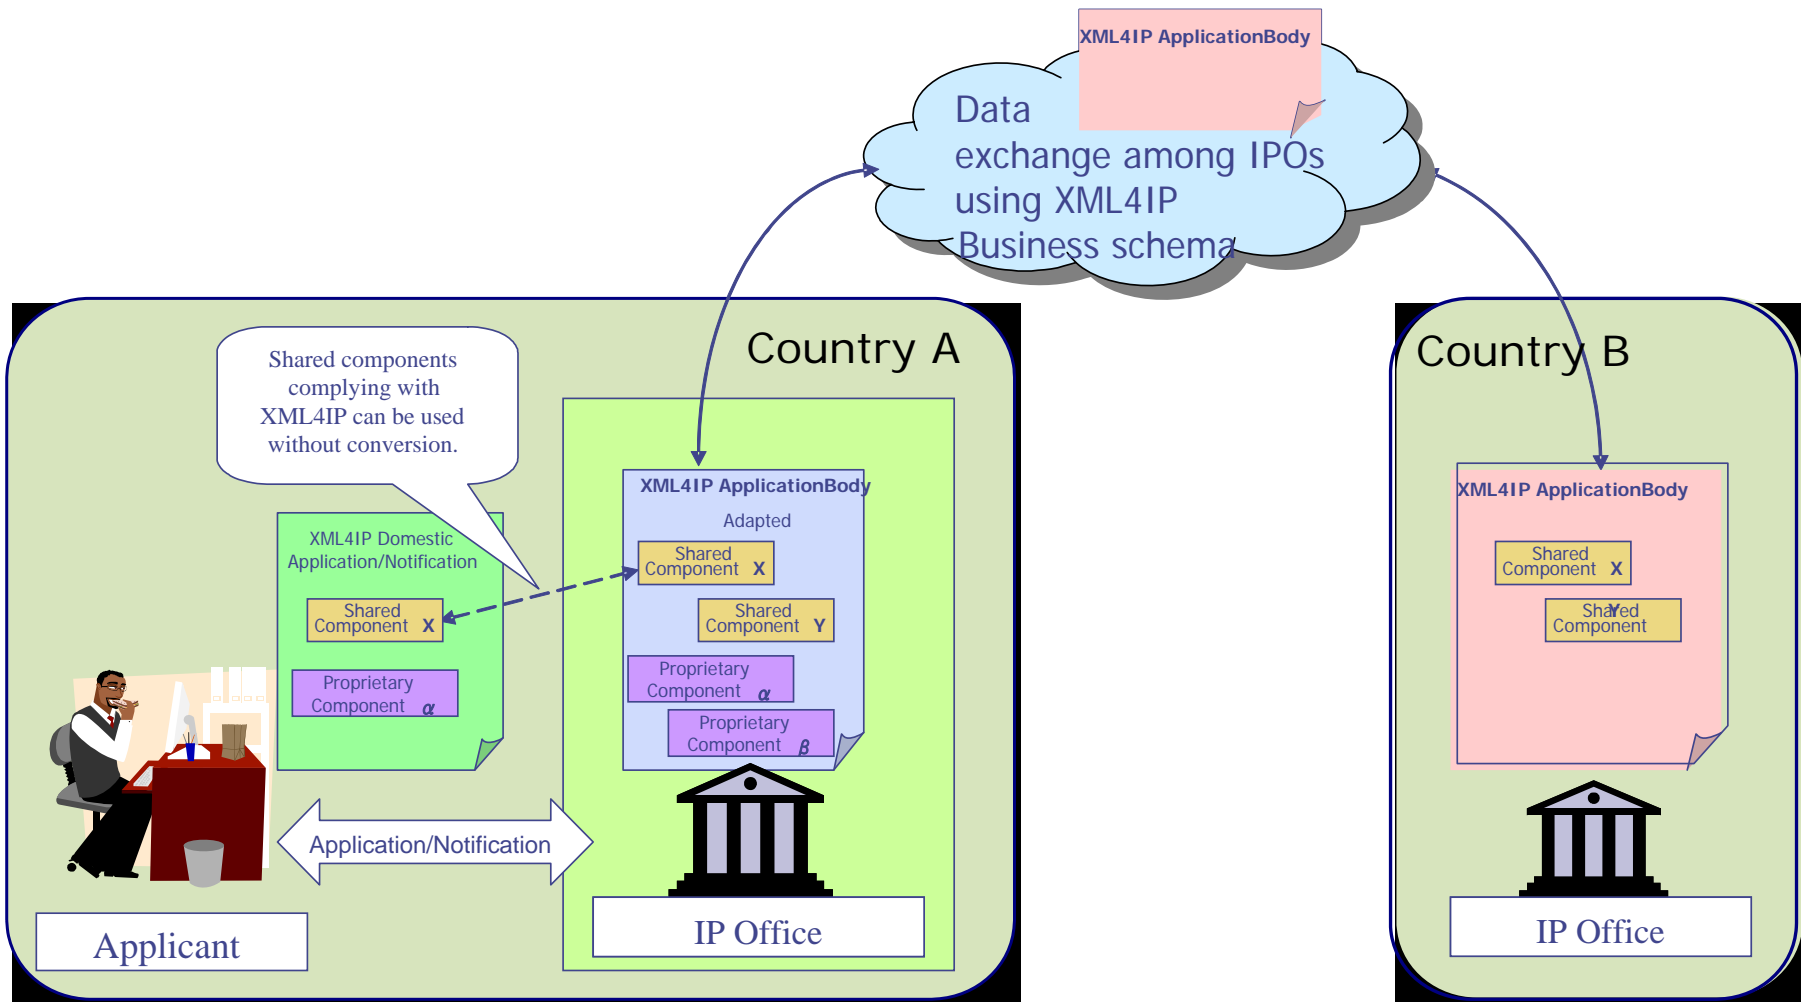 XML4IP ApplicationBody
Data
exchange among IPOs
using XML4IP
Business schema
Country A
Shared components
complying with
XML4IP can be used
without conversion.
XML4IP Domestic
Application/Notification
Shared
Component X
Proprietary
Component α
XML4IP ApplicationBody
Adapted
Shared
Component X
Shared
Component Y
Proprietary
Component α
Proprietary
Component β
Application/Notification
Applicant
IP Office
Country B
XML4IP ApplicationBody
Shared
Component X
Shared
Y
Component
IP Office